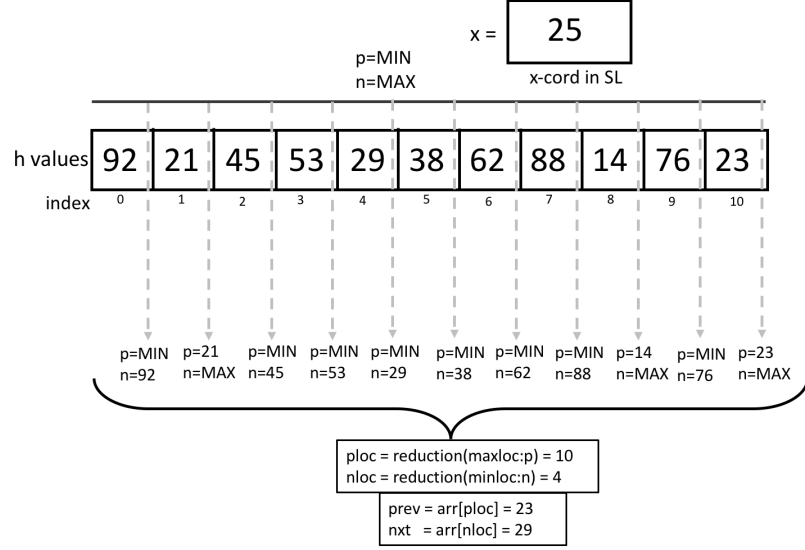 x = 25
x-cord in SL
p=MIN
n=MAX
h values 92 21 45 53 29 38 62 88 14 76 23
index 0 1 2 3 4 5 6 7 8 9 10
p=MIN p=21 p=MIN p=MIN p=MIN p=MIN p=MIN p=MIN p=14 p=MIN p=23
n=92 n=MAX n=45 n=53 n=29 n=38 n=62 n=88 n=MAX n=76 n=MAX
ploc = reduction(maxloc:p) = 10
nloc = reduction(minloc:n) = 4
prev = arr[ploc] = 23
nxt = arr[nloc] = 29